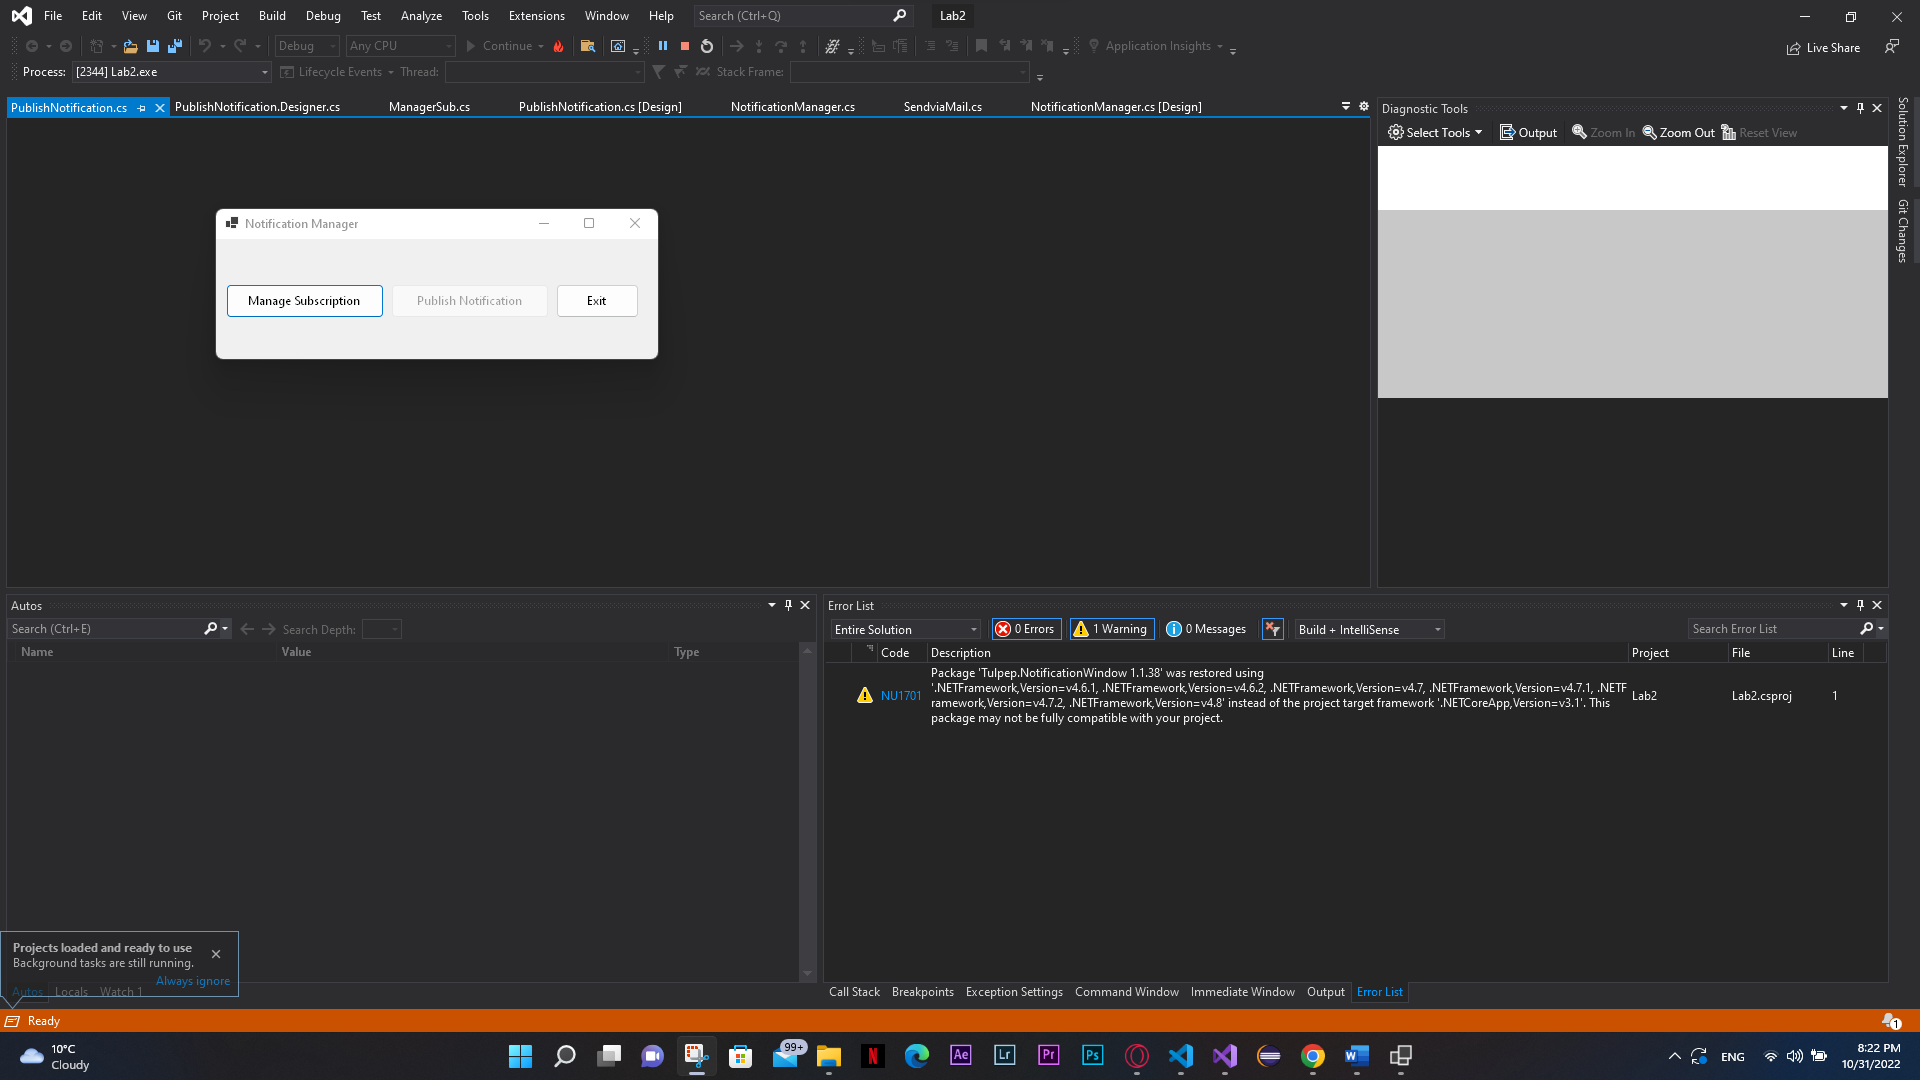 File Edit View Git Project Build Debug Test Analyze Tools Extensions Window Help Search (Ctrl+Q) Lab2
Debug Any CPU Continue Application Insights Live Share
Process: [2344] Lab2.exe Lifecycle Events Thread: Stack Frame:
PublishNotification.cs PublishNotification.Designer.cs ManagerSub.cs PublishNotification.cs [Design] NotificationManager.cs SendviaMail.cs NotificationManager.cs [Design]
Diagnostic Tools
Select Tools Output Zoom In Zoom Out Reset View
Solution Explorer
Git Changes
Notification Manager
Manage Subscription Publish Notification Exit
Autos
Search (Ctrl+E) Search Depth:
Name Value Type
Error List
Entire Solution 0 Errors 1 Warning 0 Messages Build + IntelliSense Search Error List
Code Description Project File Line
NU1701 Package 'Tulpep.NotificationWindow 1.1.38' was restored using
'.NETFramework,Version=v4.6.1, .NETFramework,Version=v4.6.2, .NETFramework,Version=v4.7, .NETFramework,Version=v4.7.1, .NETF
ramework,Version=v4.7.2, .NETFramework,Version=v4.8' instead of the project target framework '.NETCoreApp,Version=v3.1'. This
package may not be fully compatible with your project.
Lab2 Lab2.csproj 1
Projects loaded and ready to use
Background tasks are still running.
Always ignore
Autos Locals Watch 1
Call Stack Breakpoints Exception Settings Command Window Immediate Window Output Error List
Ready 1
10°C
Cloudy
99+
N
Ae Lr Pr Ps
W
ENG
8:22 PM
10/31/2022